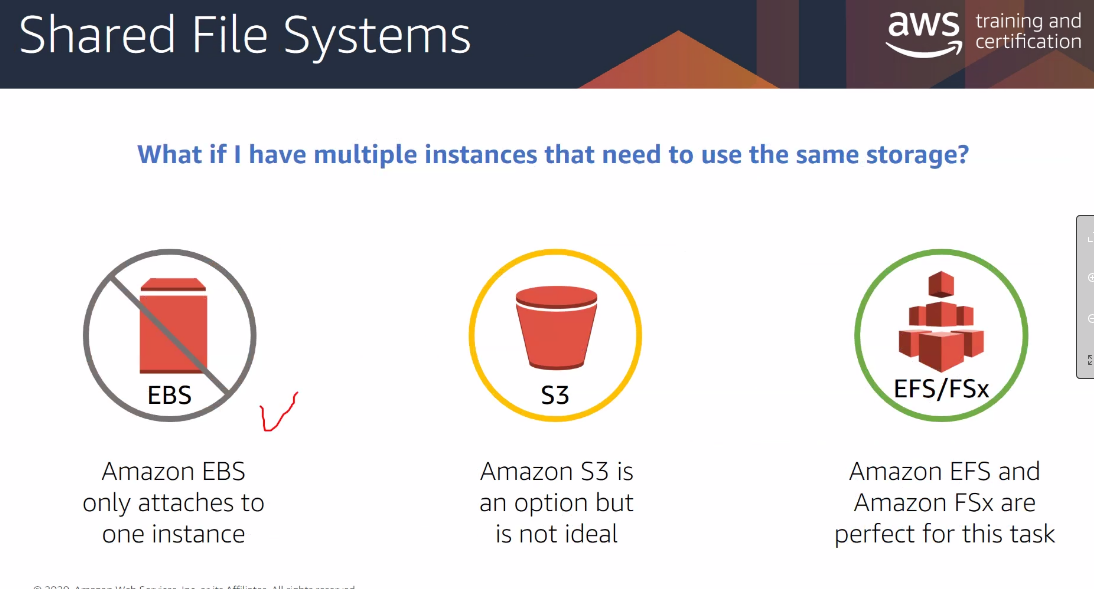 Shared File Systems
aws training and
certification
What if I have multiple instances that need to use the same storage?
EBS
S3
EFS/FSx
Amazon EBS
only attaches to
one instance
Amazon S3 is
an option but
is not ideal
Amazon EFS and
Amazon FSx are
perfect for this task
© 2020, Amazon Web Services, Inc. or its Affiliates. All rights reserved.